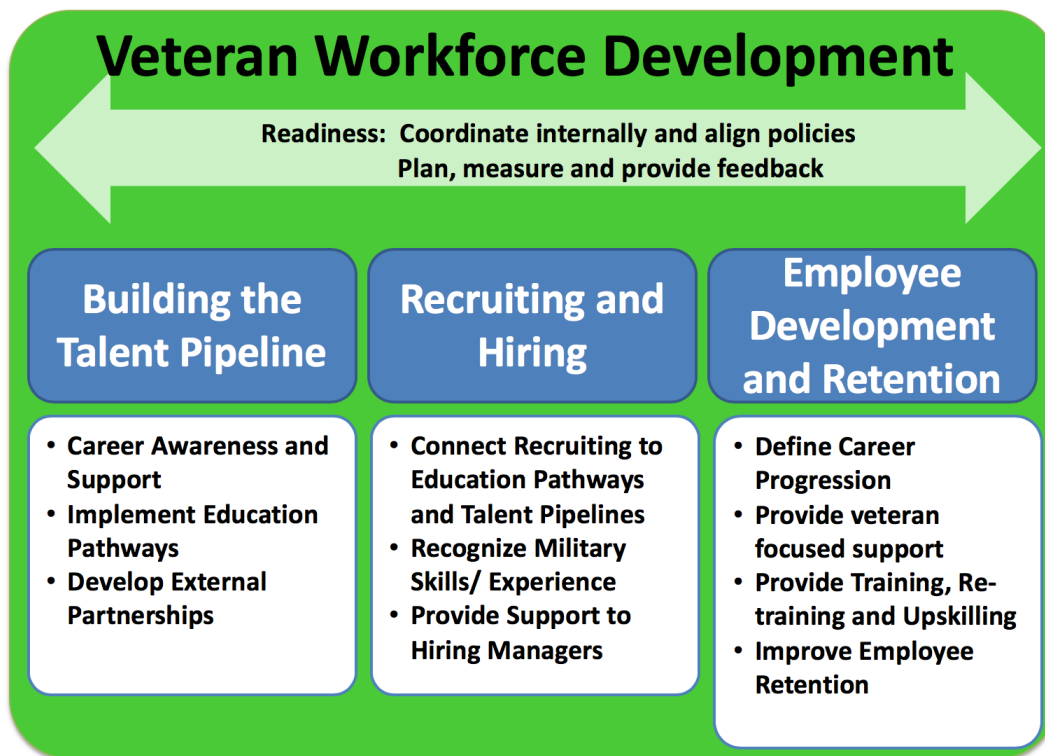 Veteran Workforce Development
Readiness: Coordinate internally and align policies
Plan, measure and provide feedback
Building the
Talent Pipeline
• Career Awareness and
Support
• Implement Education
Pathways
• Develop External
Partnerships
Recruiting and
Hiring
• Connect Recruiting to
Education Pathways
and Talent Pipelines
• Recognize Military
Skills/ Experience
• Provide Support to
Hiring Managers
Employee
Development
and Retention
• Define Career
Progression
• Provide veteran
focused support
• Provide Training, Re-
training and Upskilling
• Improve Employee
Retention